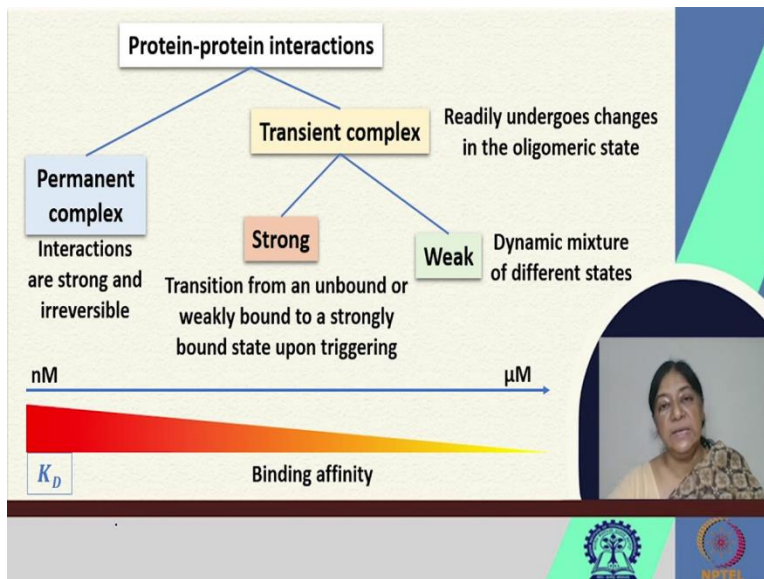 Protein-protein interactions
Transient complex
Readily undergoes changes
in the oligomeric state
Permanent
complex
Interactions
are strong and
irreversible
Strong
Transition from an unbound or
weakly bound to a strongly
bound state upon triggering
Weak
Dynamic mixture
of different states
nM
μM
K_D
Binding affinity
NPTEL